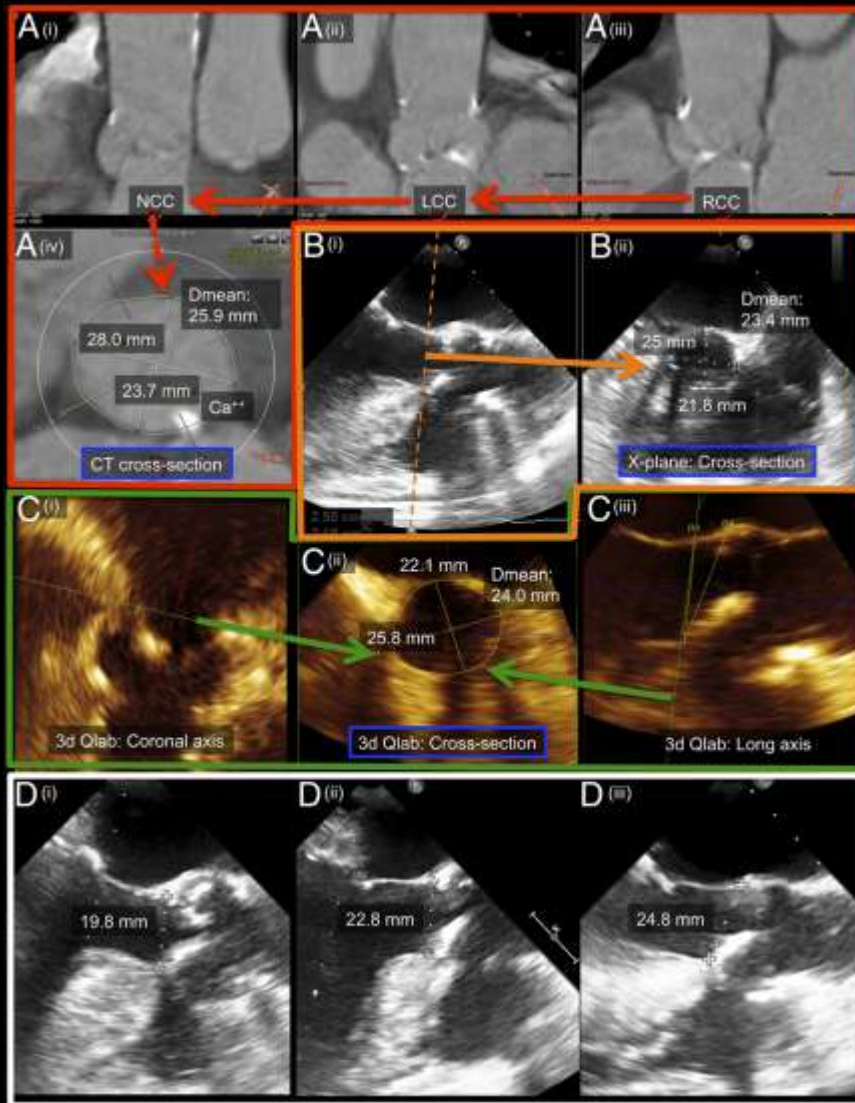 A(i)
A(ii)
A(iii)
NCC
LCC
RCC
A(iv)
Dmean:
25.9 mm
28.0 mm
23.7 mm
Ca++
CT cross-section
B(i)
B(ii)
Dmean:
23.4 mm
25 mm
21.8 mm
X-plane: Cross-section
C(i)
3d Qlab: Coronal axis
C(ii)
22.1 mm
Dmean:
24.0 mm
25.8 mm
3d Qlab: Cross-section
C(iii)
3d Qlab: Long axis
D(i)
19.8 mm
D(ii)
22.8 mm
D(iii)
24.8 mm